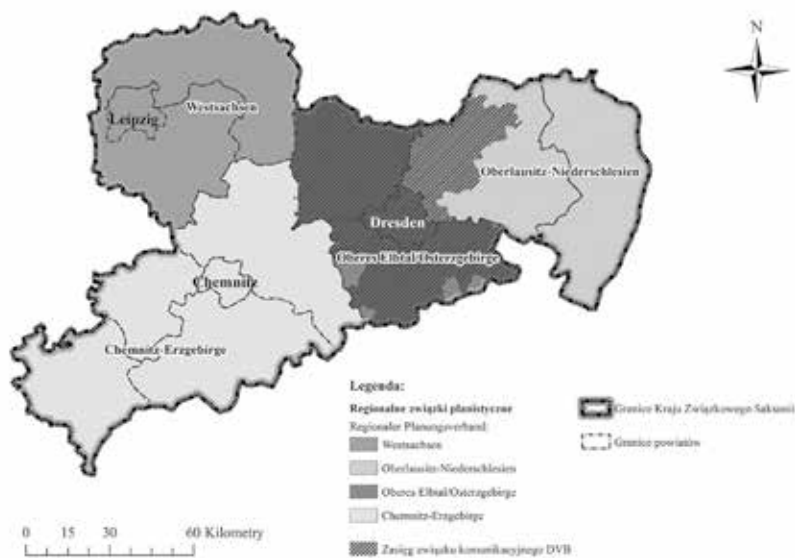 N
Leipzig
Westsachsen
Oberlausitz-Niederschlesien
Dresden
Oberes Elbtal/Osterzgebirge
Chemnitz
Chemnitz-Erzgebirge
Legenda:
Regionalne związki planistyczne
Regionaler Planungsverband:
Westsachsen
Oberlausitz-Niederschlesien
Oberes Elbtal/Osterzgebirge
Chemnitz-Erzgebirge
Zasięg związku komunikacyjnego DVB
Granice Kraju Związkowego Saksonii
Granice powiatów
0 15 30 60 Kilometry